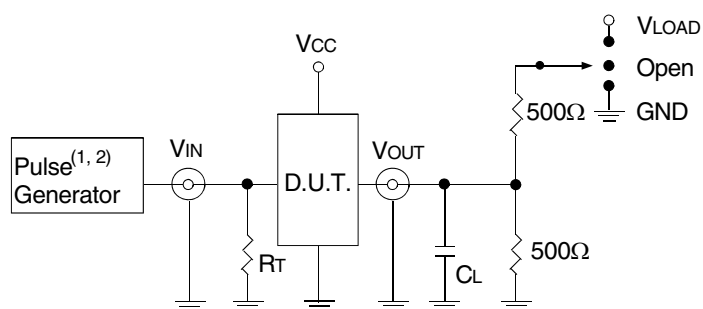 VLOAD
VCC
Open
500Ω
GND
Pulse(1, 2)
Generator
VIN
D.U.T.
VOUT
RT
CL
500Ω